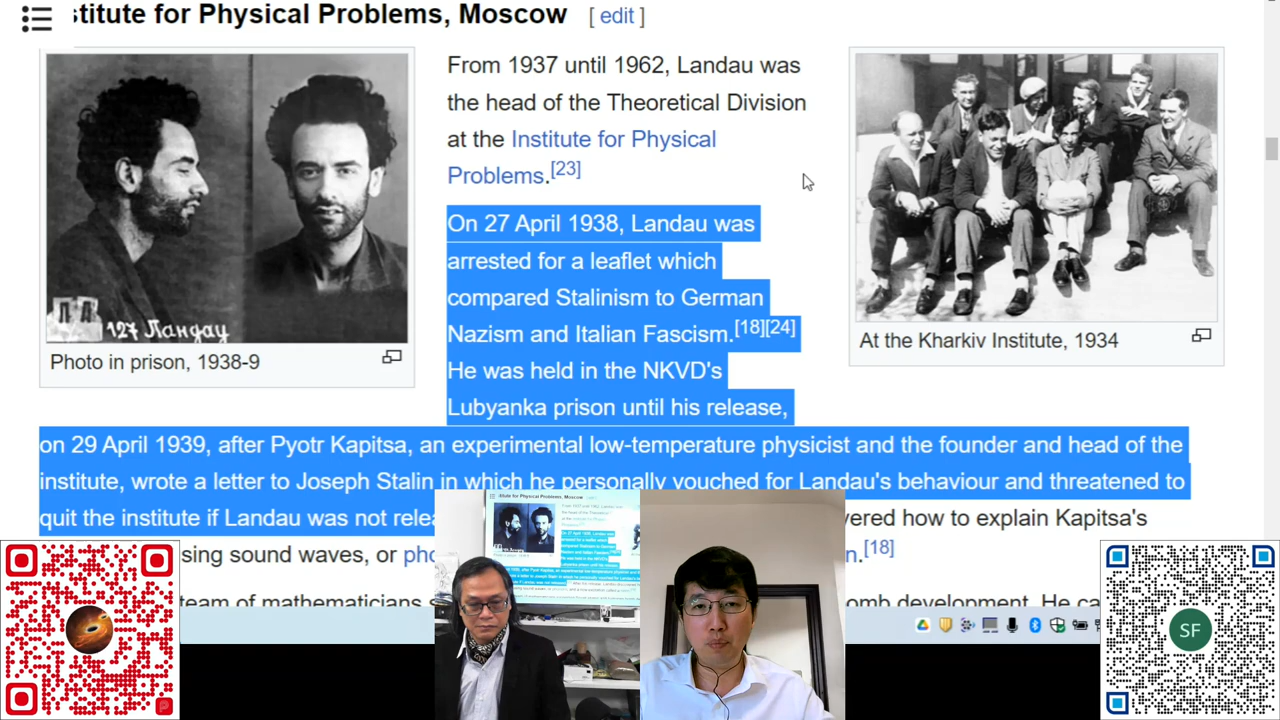 stitute for Physical Problems, Moscow [ edit ]
127 Ландау
Photo in prison, 1938-9
From 1937 until 1962, Landau was
the head of the Theoretical Division
at the Institute for Physical
Problems.[23]
At the Kharkiv Institute, 1934
On 27 April 1938, Landau was
arrested for a leaflet which
compared Stalinism to German
Nazism and Italian Fascism.[18][24]
He was held in the NKVD's
Lubyanka prison until his release,
on 29 April 1939, after Pyotr Kapitsa, an experimental low-temperature physicist and the founder and head of the
institute, wrote a letter to Joseph Stalin in which he personally vouched for Landau's behaviour and threatened to
quit the institute if Landau was not vered how to explain Kapitsa's
sing sound waves, or [18]
team of mathematicians He
SF